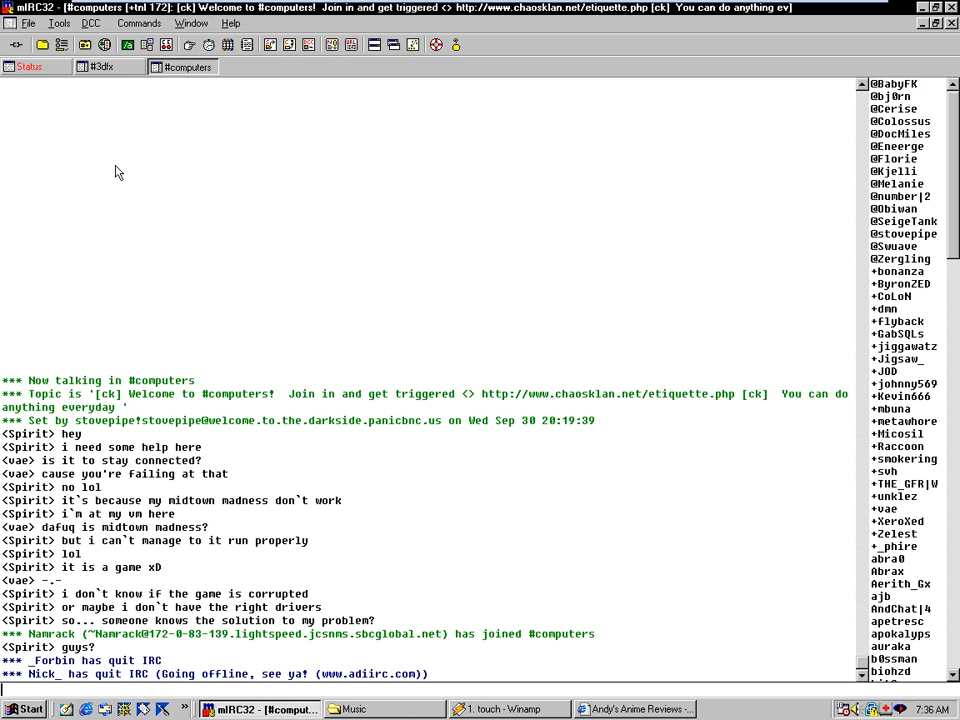 mIRC32 - [#computers [+tnl 172]: [ck] Welcome to #computers!  Join in and get triggered <> http://www.chaosklan.net/etiquette.php [ck]  You can do anything ev]
File Tools DCC Commands Window Help
Status #3dfx #computers
*** Now talking in #computers
*** Topic is '[ck] Welcome to #computers!  Join in and get triggered <> http://www.chaosklan.net/etiquette.php [ck]  You can do
anything everyday '
*** Set by stovepipe!stovepipe@welcome.to.the.darkside.panicbnc.us on Wed Sep 30 20:19:39
<Spirit> hey
<Spirit> i need some help here
<vae> is it to stay connected?
<vae> cause you're failing at that
<Spirit> no lol
<Spirit> it`s because my midtown madness don`t work
<Spirit> i`m at my vm here
<vae> dafuq is midtown madness?
<Spirit> but i can`t manage to it run properly
<Spirit> lol
<Spirit> it is a game xD
<vae> -.-
<Spirit> i don`t know if the game is corrupted
<Spirit> or maybe i don`t have the right drivers
<Spirit> so... someone knows the solution to my problem?
*** Namrack (~Namrack@172-0-83-139.lightspeed.jcsnms.sbcglobal.net) has joined #computers
<Spirit> guys?
*** _Forbin has quit IRC
*** Nick_ has quit IRC (Going offline, see ya! (www.adiirc.com))
@BabyFK
@bj0rn
@Cerise
@Colossus
@DocMiles
@Eneerge
@Florie
@Kjelli
@Melanie
@number|2
@Obiwan
@SeigeTank
@stovepipe
@Swuave
@Zergling
+bonanza
+ByronZED
+CoLoN
+dmn
+flyback
+GabSQLs
+jiggawatz
+Jigsaw_
+JOD
+johnny569
+Kevin666
+mbuna
+metawhore
+Micosil
+Raccoon
+smokering
+svh
+THE_GFR|W
+unklez
+vae
+XeroXed
+Zelest
+_phire
abra0
Abrax
Aerith_Gx
ajb
AndChat|4
apetresc
apokalyps
auraka
b0ssman
biohzd
Start » mIRC32 - [#comput... Music 1. touch - Winamp Andy's Anime Reviews -... 7:36 AM